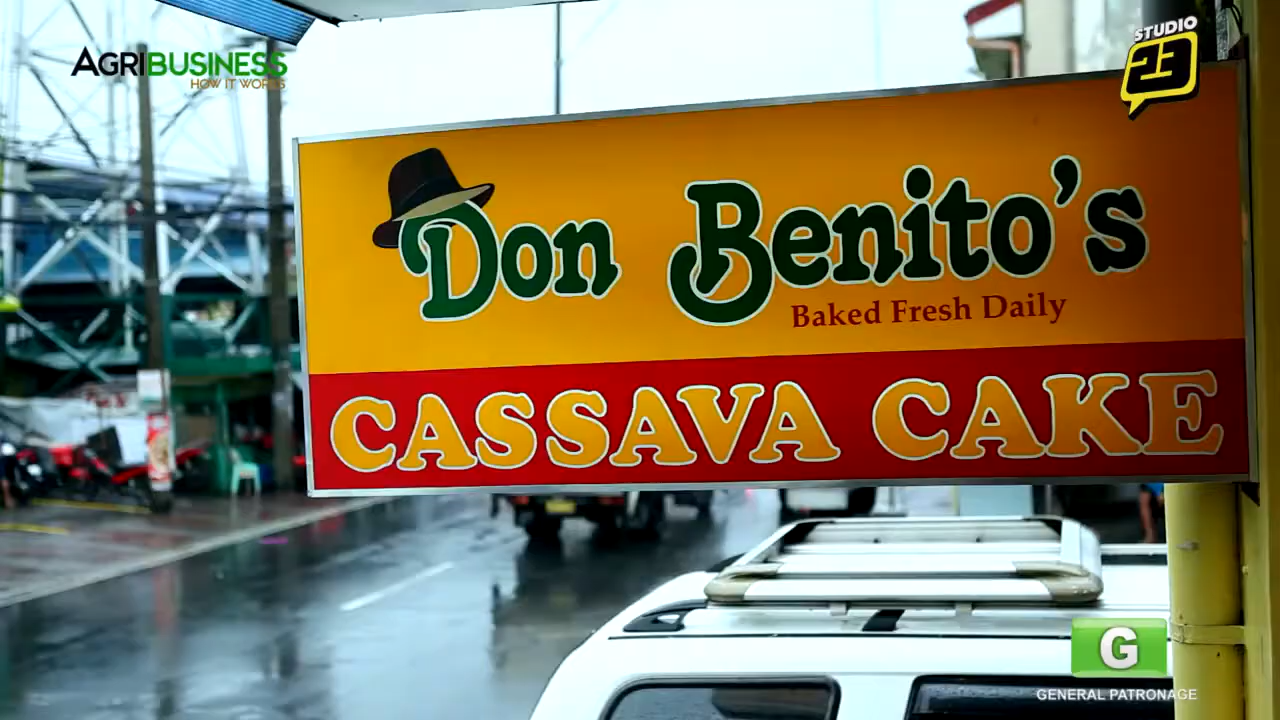 AGRIBUSINESS
HOW IT WORKS
STUDIO
23
Don Benito's
Baked Fresh Daily
CASSAVA CAKE
G
GENERAL PATRONAGE